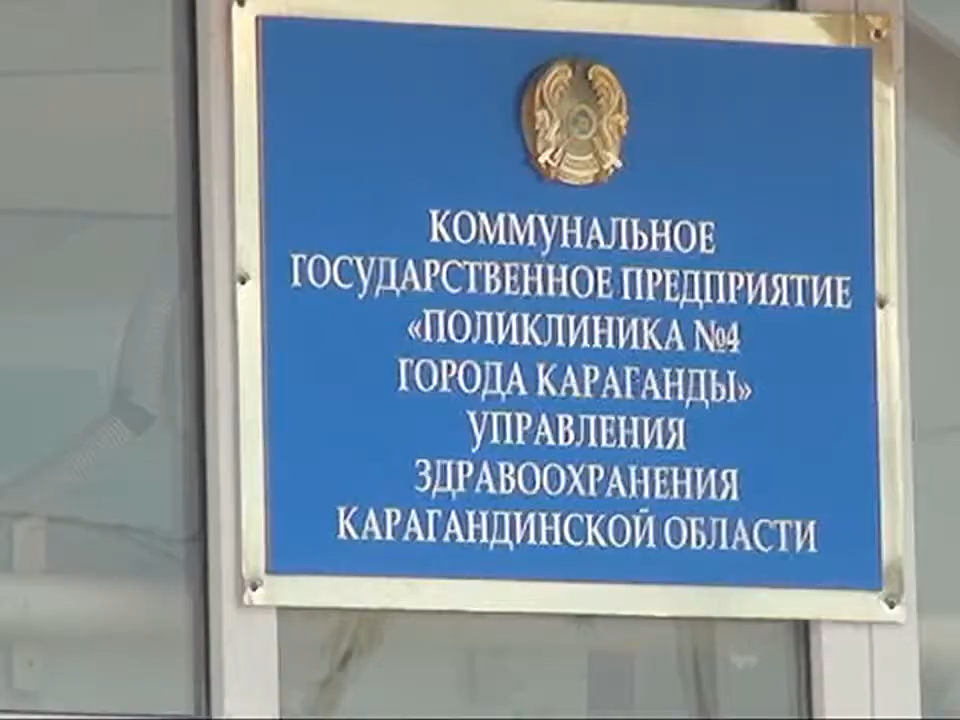 КОММУНАЛЬНОЕ
ГОСУДАРСТВЕННОЕ ПРЕДПРИЯТИЕ
«ПОЛИКЛИНИКА №4
ГОРОДА КАРАГАНДЫ»
УПРАВЛЕНИЯ
ЗДРАВООХРАНЕНИЯ
КАРАГАНДИНСКОЙ ОБЛАСТИ